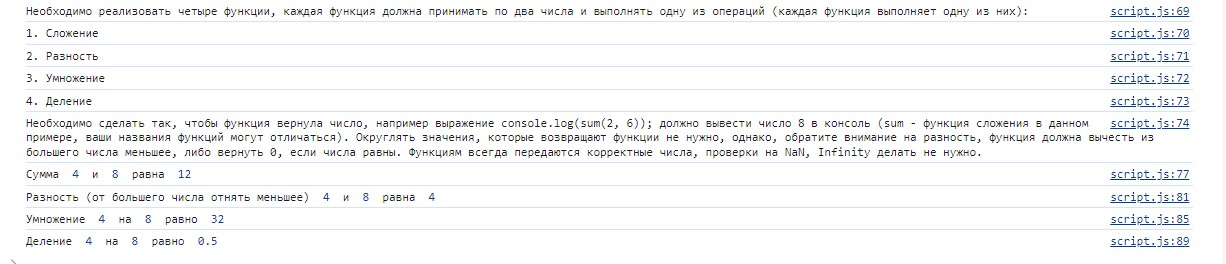 Необходимо реализовать четыре функции, каждая функция должна принимать по два числа и выполнять одну из операций (каждая функция выполняет одну из них): script.js:69
1. Сложение script.js:70
2. Разность script.js:71
3. Умножение script.js:72
4. Деление script.js:73
Необходимо сделать так, чтобы функция вернула число, например выражение console.log(sum(2, 6)); должно вывести число 8 в консоль (sum - функция сложения в данном script.js:74
примере, ваши названия функций могут отличаться). Округлять значения, которые возвращают функции не нужно, однако, обратите внимание на разность, функция должна вычесть из
большего числа меньшее, либо вернуть 0, если числа равны. Функциям всегда передаются корректные числа, проверки на NaN, Infinity делать не нужно.
Сумма 4 и 8 равна 12 script.js:77
Разность (от большего числа отнять меньшее) 4 и 8 равна 4 script.js:81
Умножение 4 на 8 равно 32 script.js:85
Деление 4 на 8 равно 0.5 script.js:89